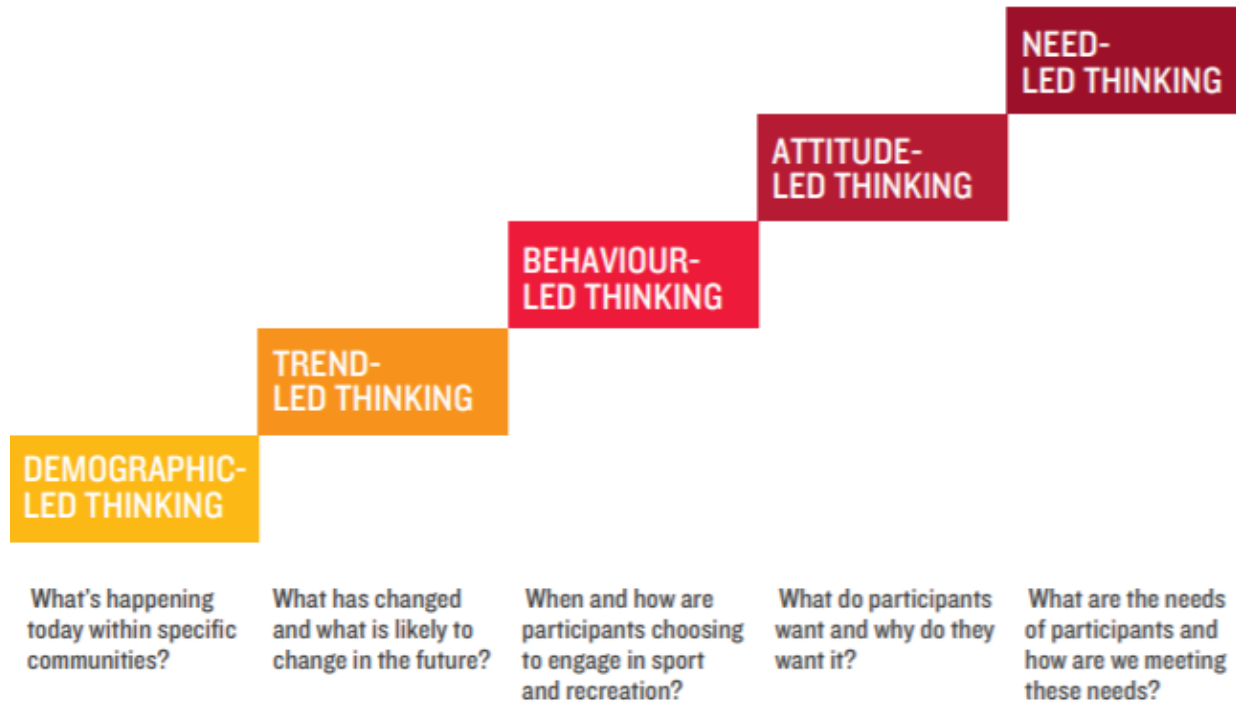 NEED-
LED THINKING
ATTITUDE-
LED THINKING
BEHAVIOUR-
LED THINKING
TREND-
LED THINKING
DEMOGRAPHIC-
LED THINKING
What's happening
today within specific
communities?
What has changed
and what is likely to
change in the future?
When and how are
participants choosing
to engage in sport
and recreation?
What do participants
want and why do they
want it?
What are the needs
of participants and
how are we meeting
these needs?